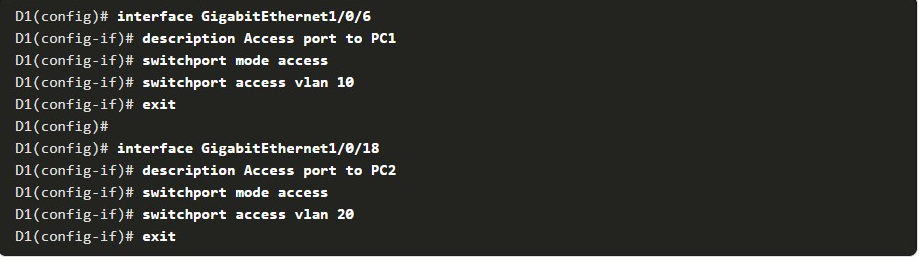 D1(config)# interface GigabitEthernet1/0/6
D1(config-if)# description Access port to PC1
D1(config-if)# switchport mode access
D1(config-if)# switchport access vlan 10
D1(config-if)# exit
D1(config)#
D1(config)# interface GigabitEthernet1/0/18
D1(config-if)# description Access port to PC2
D1(config-if)# switchport mode access
D1(config-if)# switchport access vlan 20
D1(config-if)# exit